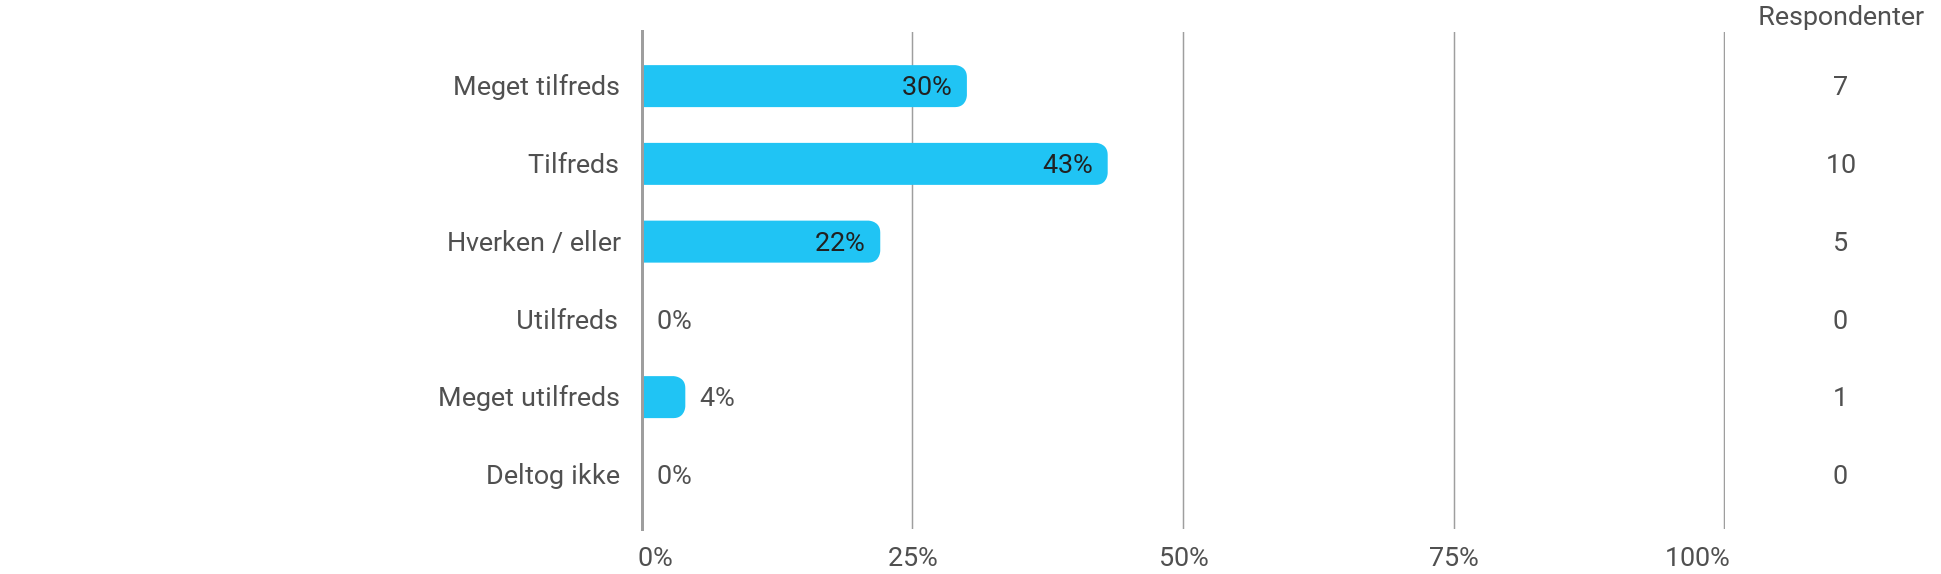 Respondenter
Meget tilfreds 30% 7
Tilfreds 43% 10
Hverken / eller 22% 5
Utilfreds 0% 0
Meget utilfreds 4% 1
Deltog ikke 0% 0
0% 25% 50% 75% 100%